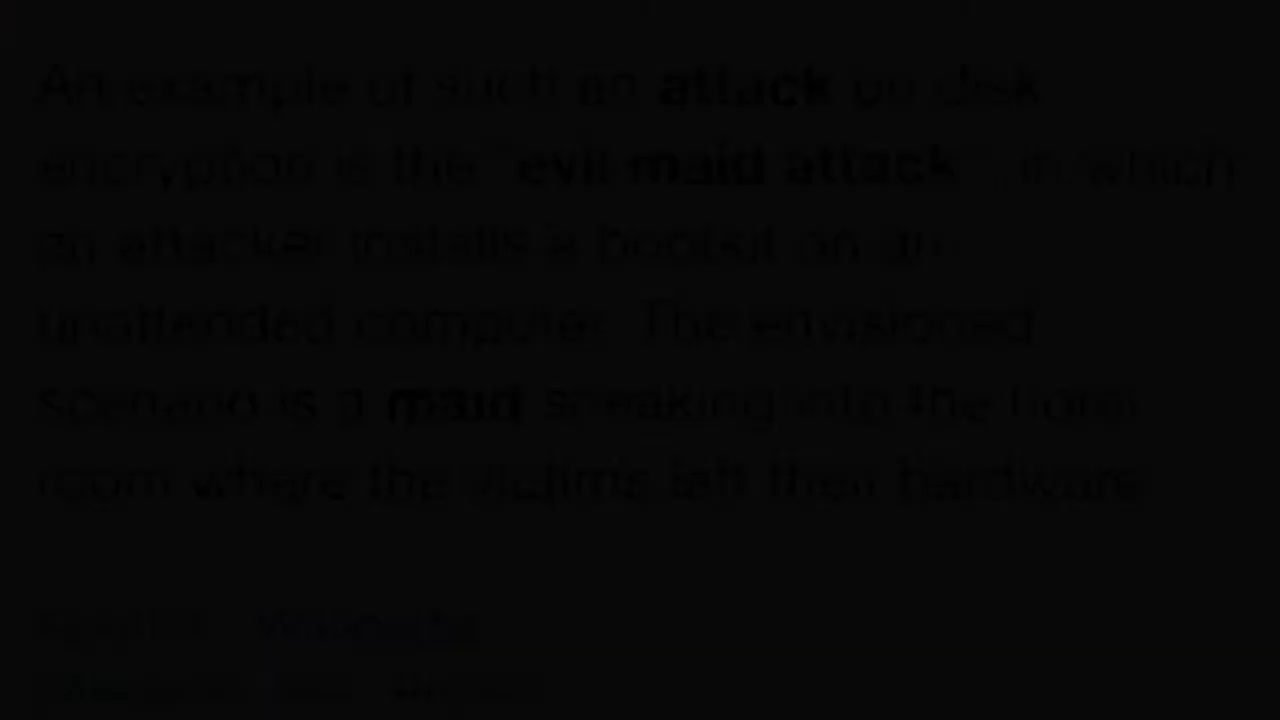 An example of such an attack on disk
encryption is the "evil maid attack", in which
an attacker installs a bootkit on an
unattended computer. The envisioned
scenario is a maid sneaking into the hotel
room where the victims left their hardware
Wikipedia